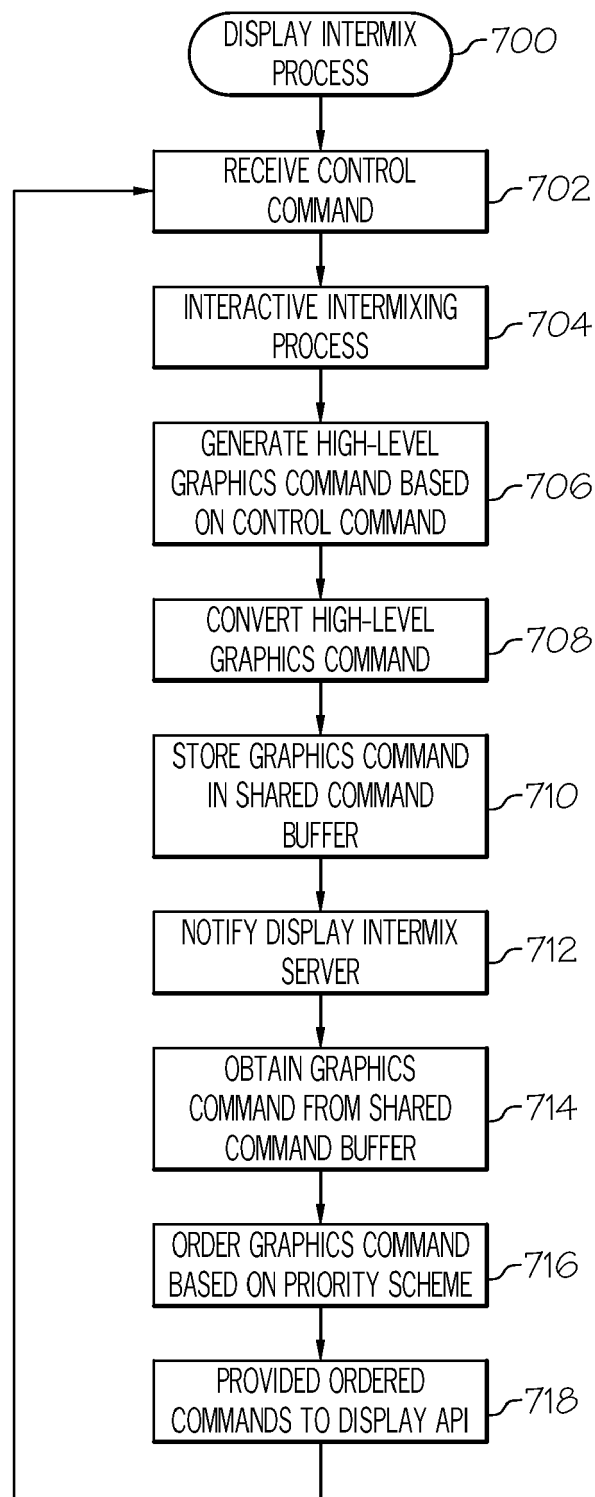 DISPLAY INTERMIX
PROCESS
700
RECEIVE CONTROL
COMMAND
702
INTERACTIVE INTERMIXING
PROCESS
704
GENERATE HIGH-LEVEL
GRAPHICS COMMAND BASED
ON CONTROL COMMAND
706
CONVERT HIGH-LEVEL
GRAPHICS COMMAND
708
STORE GRAPHICS COMMAND
IN SHARED COMMAND
BUFFER
710
NOTIFY DISPLAY INTERMIX
SERVER
712
OBTAIN GRAPHICS
COMMAND FROM SHARED
COMMAND BUFFER
714
ORDER GRAPHICS COMMAND
BASED ON PRIORITY SCHEME
716
PROVIDED ORDERED
COMMANDS TO DISPLAY API
718